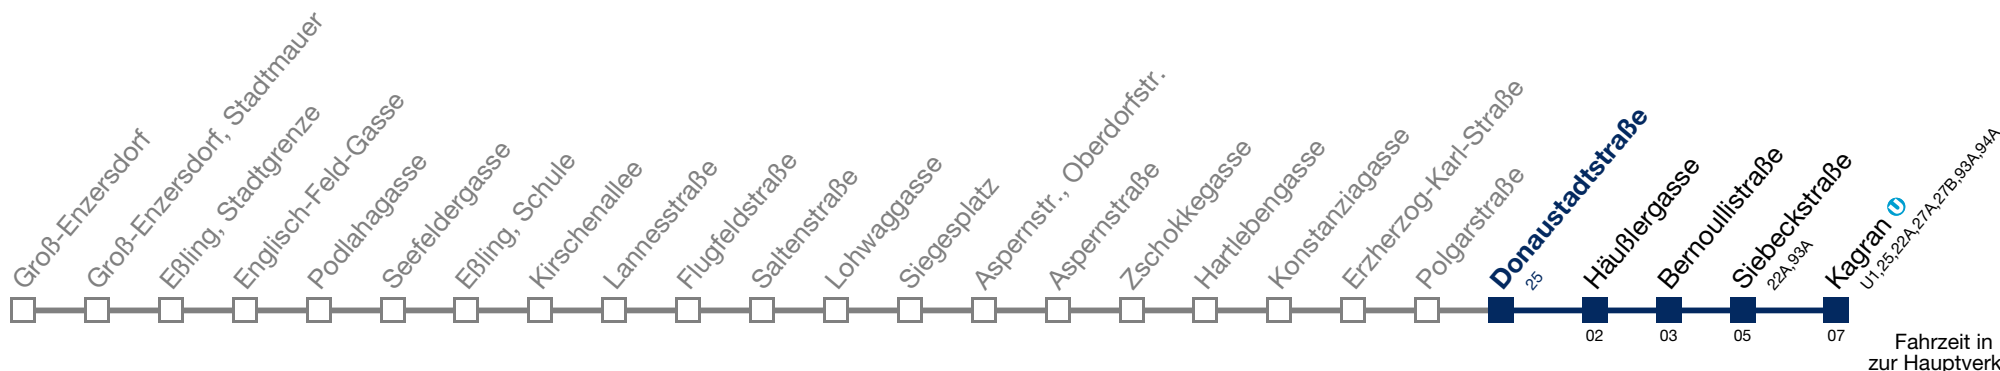 Groß-Enzersdorf
Groß-Enzersdorf, Stadtmauer
Eßling, Stadtgrenze
Englisch-Feld-Gasse
Podlahagasse
Seefeldergasse
Eßling, Schule
Kirschenallee
Lannesstraße
Flugfeldstraße
Saltenstraße
Lohwaggasse
Siegesplatz
Aspernstr., Oberdorfstr.
Aspernstraße
Zschokkegasse
Hartlebengasse
Konstanziagasse
Erzherzog-Karl-Straße
Polgarstraße
Donaustadtstraße
25
Häußlergasse
Bernoullistraße
Siebeckstraße
22A,93A
Kagran U
U1,25,22A,27A,27B,93A,94A
02
03
05
07
Fahrzeit in
zur Hauptverk